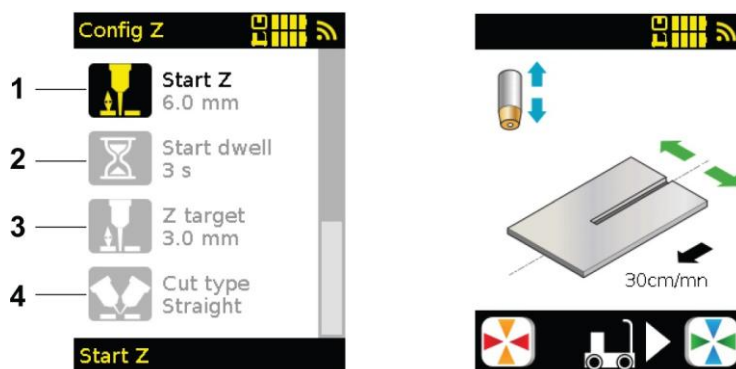 Config Z
1
Start Z
6.0 mm
2
Start dwell
3 s
3
Z target
3.0 mm
4
Cut type
Straight
Start Z
30cm/mn